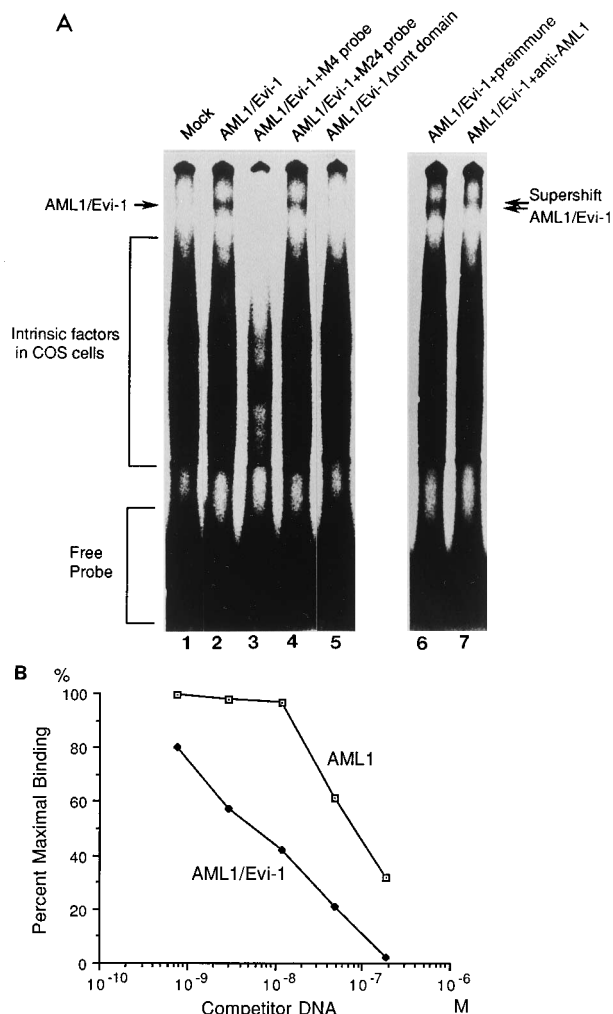 A
Mock
AML1/Evi-1
AML1/Evi-1+M4 probe
AML1/Evi-1+M24 probe
AML1/Evi-1Δrunt domain
AML1/Evi-1+preimmune
AML1/Evi-1+anti-AML1
AML1/Evi-1
Supershift
AML1/Evi-1
Intrinsic factors
in COS cells
Free
Probe
1 2 3 4 5 6 7
B %
Percent Maximal Binding
100
80
60
40
20
0
AML1
AML1/Evi-1
10-10 10-9 10-8 10-7 10-6
Competitor DNA M